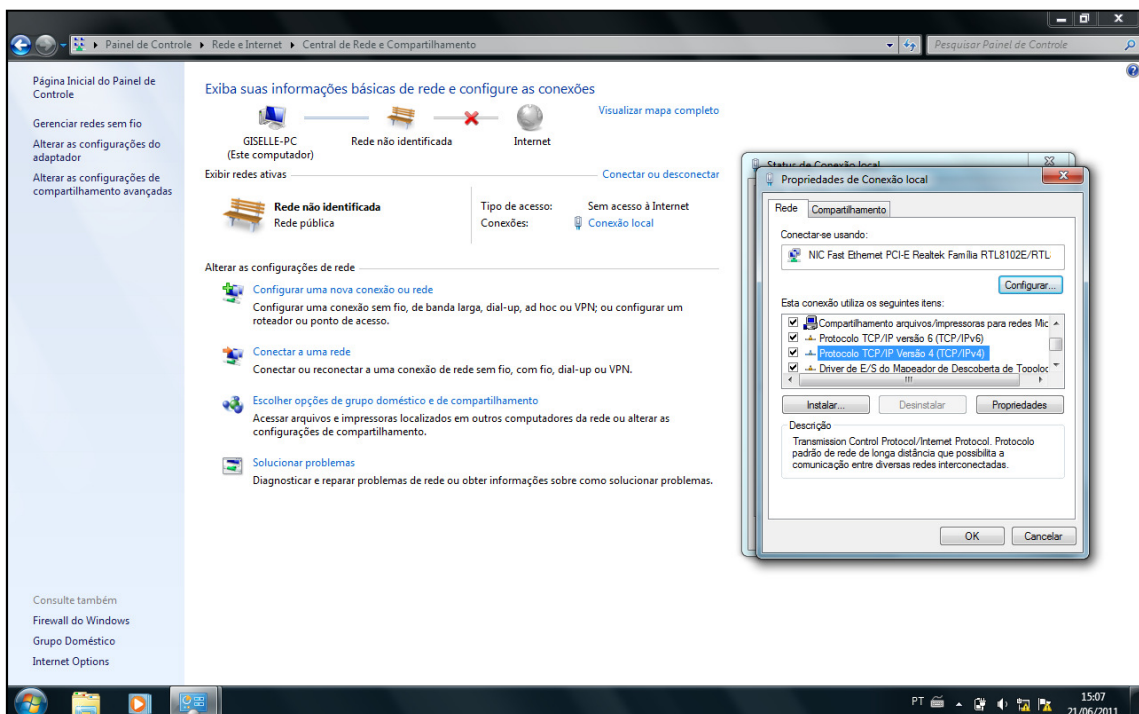 Painel de Controle Rede e Internet Central de Rede e Compartilhamento
Pesquisar Painel de Controle
Página Inicial do Painel de
Controle
Gerenciar redes sem fio
Alterar as configurações do
adaptador
Alterar as configurações de
compartilhamento avançadas
Exiba suas informações básicas de rede e configure as conexões
Visualizar mapa completo
GISELLE-PC
(Este computador)
Rede não identificada
Internet
Exibir redes ativas
Conectar ou desconectar
Rede não identificada
Rede pública
Tipo de acesso: Sem acesso à Internet
Conexões: Conexão local
Alterar as configurações de rede
Configurar uma nova conexão ou rede
Configurar uma conexão sem fio, de banda larga, dial-up, ad hoc ou VPN; ou configurar um
roteador ou ponto de acesso.
Conectar a uma rede
Conectar ou reconectar a uma conexão de rede sem fio, com fio, dial-up ou VPN.
Escolher opções de grupo doméstico e de compartilhamento
Acessar arquivos e impressoras localizados em outros computadores da rede ou alterar as
configurações de compartilhamento.
Solucionar problemas
Diagnosticar e reparar problemas de rede ou obter informações sobre como solucionar problemas.
Consulte também
Firewall do Windows
Grupo Doméstico
Internet Options
Status de Conexão local
Propriedades de Conexão local
Rede
Compartilhamento
Conectar-se usando:
NIC Fast Ethernet PCI-E Realtek Família RTL8102E/RTL
Configurar...
Esta conexão utiliza os seguintes itens:
Compartilhamento arquivos/impressoras para redes Mic
Protocolo TCP/IP versão 6 (TCP/IPv6)
Protocolo TCP/IP Versão 4 (TCP/IPv4)
Driver de E/S do Mapeador de Descoberta de Topoloc
Instalar...
Desinstalar
Propriedades
Descrição
Transmission Control Protocol/Internet Protocol. Protocolo
padrão de rede de longa distância que possibilita a
comunicação entre diversas redes interconectadas.
OK
Cancelar
PT
15:07
21/06/2011